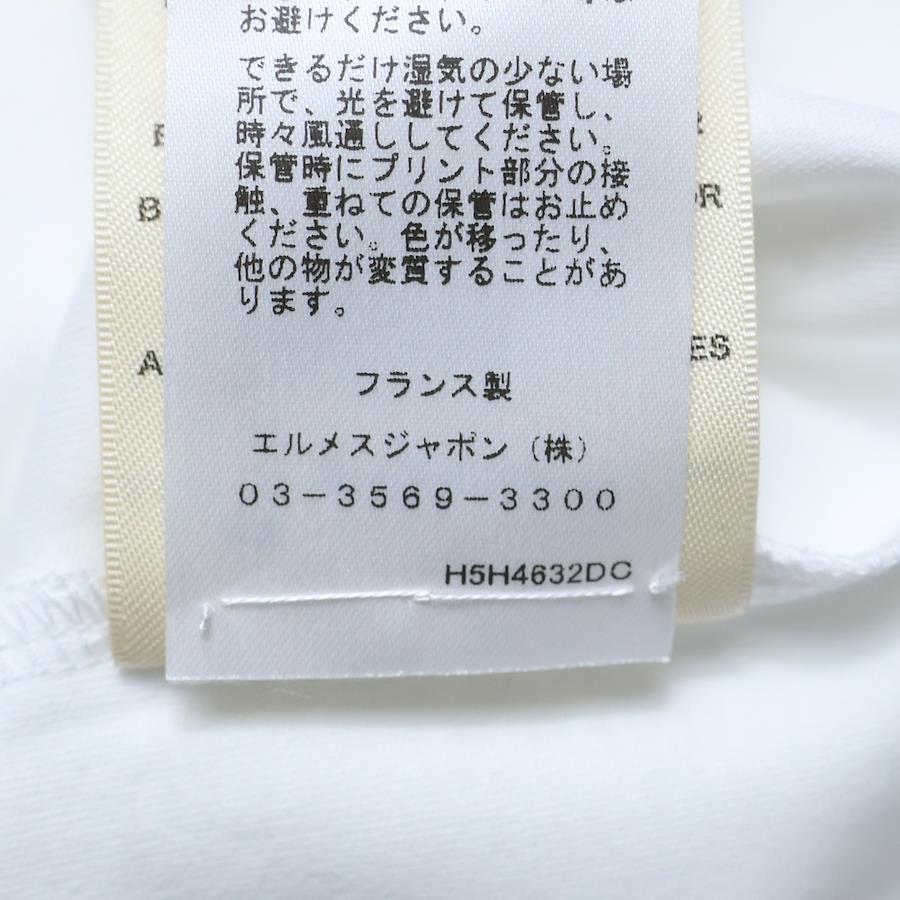 お避けください。
できるだけ湿気の少ない場
所で、光を避けて保管し、
時々風通ししてください。
保管時にプリント部分の接
触、重ねての保管はお止め
ください。色が移ったり、
他の物が変質することがあ
ります。
フランス製
エルメスジャポン(株)
03-3569-3300
H5H4632DC
B
OR
A
ES